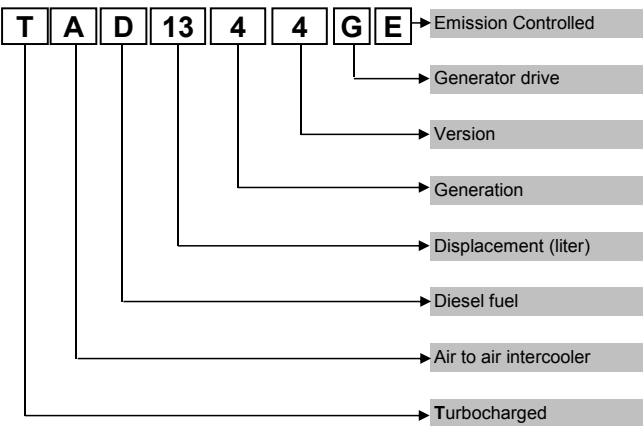 T A D 13 4 4 G E Emission Controlled
Generator drive
Version
Generation
Displacement (liter)
Diesel fuel
Air to air intercooler
Turbocharged